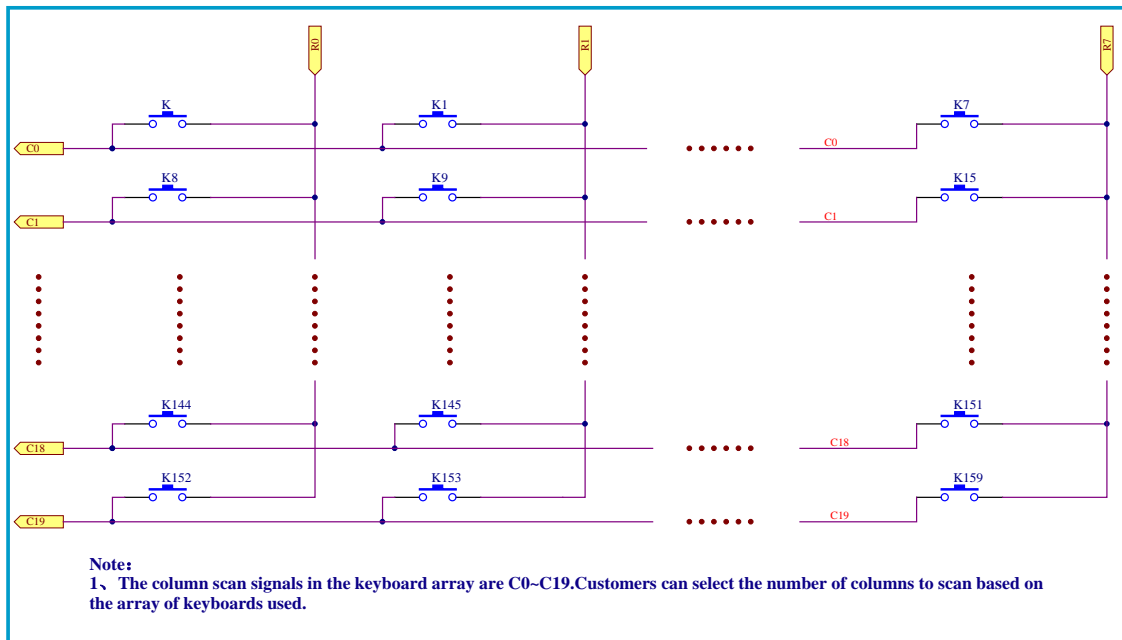 R0
R1
R7
K
K1
K7
C0
C0
K8
K9
K15
C1
C1
K144
K145
K151
C18
C18
K152
K153
K159
C19
C19
Note：
1、The column scan signals in the keyboard array are C0~C19.Customers can select the number of columns to scan based on
the array of keyboards used.